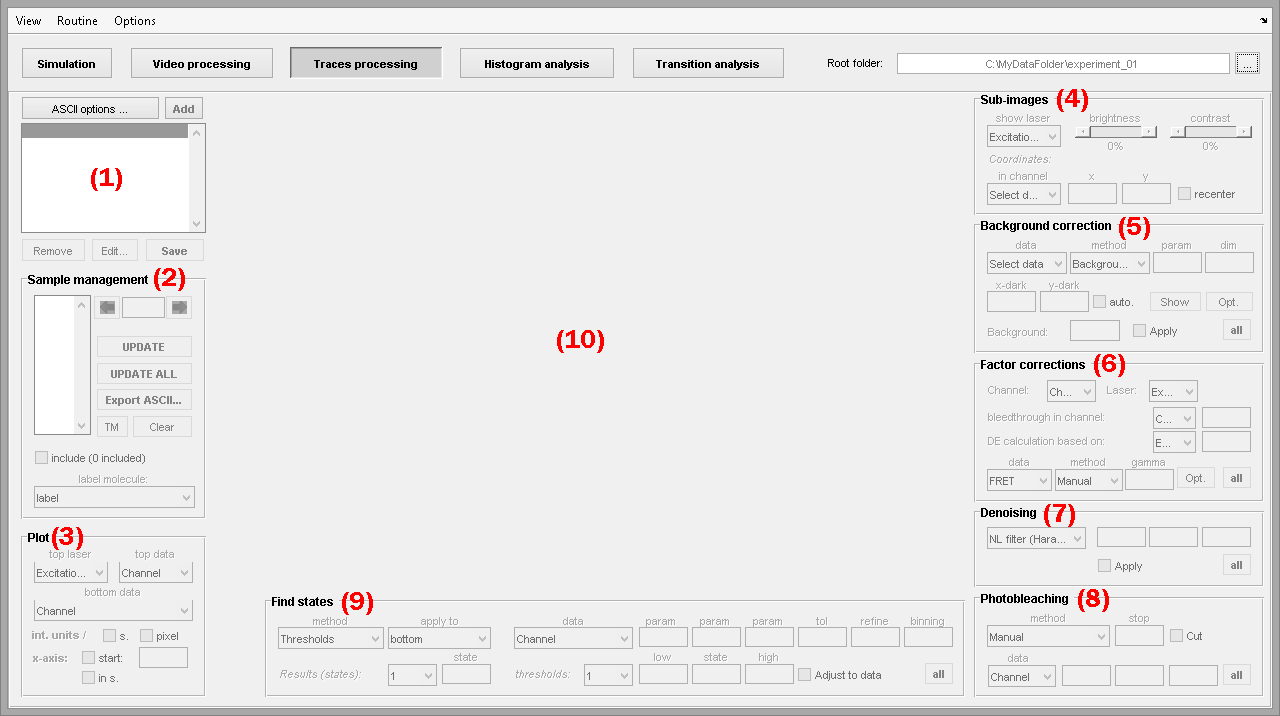 View Routine Options
Simulation Video processing Traces processing Histogram analysis Transition analysis Root folder: C:\MyDataFolder\experiment_01 ...
ASCII options ... Add
(1)
Remove Edit... Save
Sample management (2)
UPDATE
UPDATE ALL
Export ASCII...
TM Clear
include (0 included)
label molecule:
label
Plot (3)
top laser top data
Excitatio... Channel
bottom data
Channel
int. units / s. pixel
x-axis: start:
in s.
(10)
Find states (9)
method apply to data param param param tol refine binning
Thresholds bottom Channel
state low state high
Results (states): 1 thresholds: 1 Adjust to data all
Sub-images (4)
show laser brightness contrast
Excitatio...
0% 0%
Coordinates:
in channel x y
Select d... recenter
Background correction (5)
data method param dim
Select data Backgrou...
x-dark y-dark
auto. Show Opt.
Background: Apply all
Factor corrections (6)
Channel: Ch... Laser: Ex...
bleedthrough in channel: C...
DE calculation based on: E...
data method gamma
FRET Manual Opt. all
Denoising (7)
NL filter (Hara...
Apply all
Photobleaching (8)
method stop
Manual Cut
data
Channel all